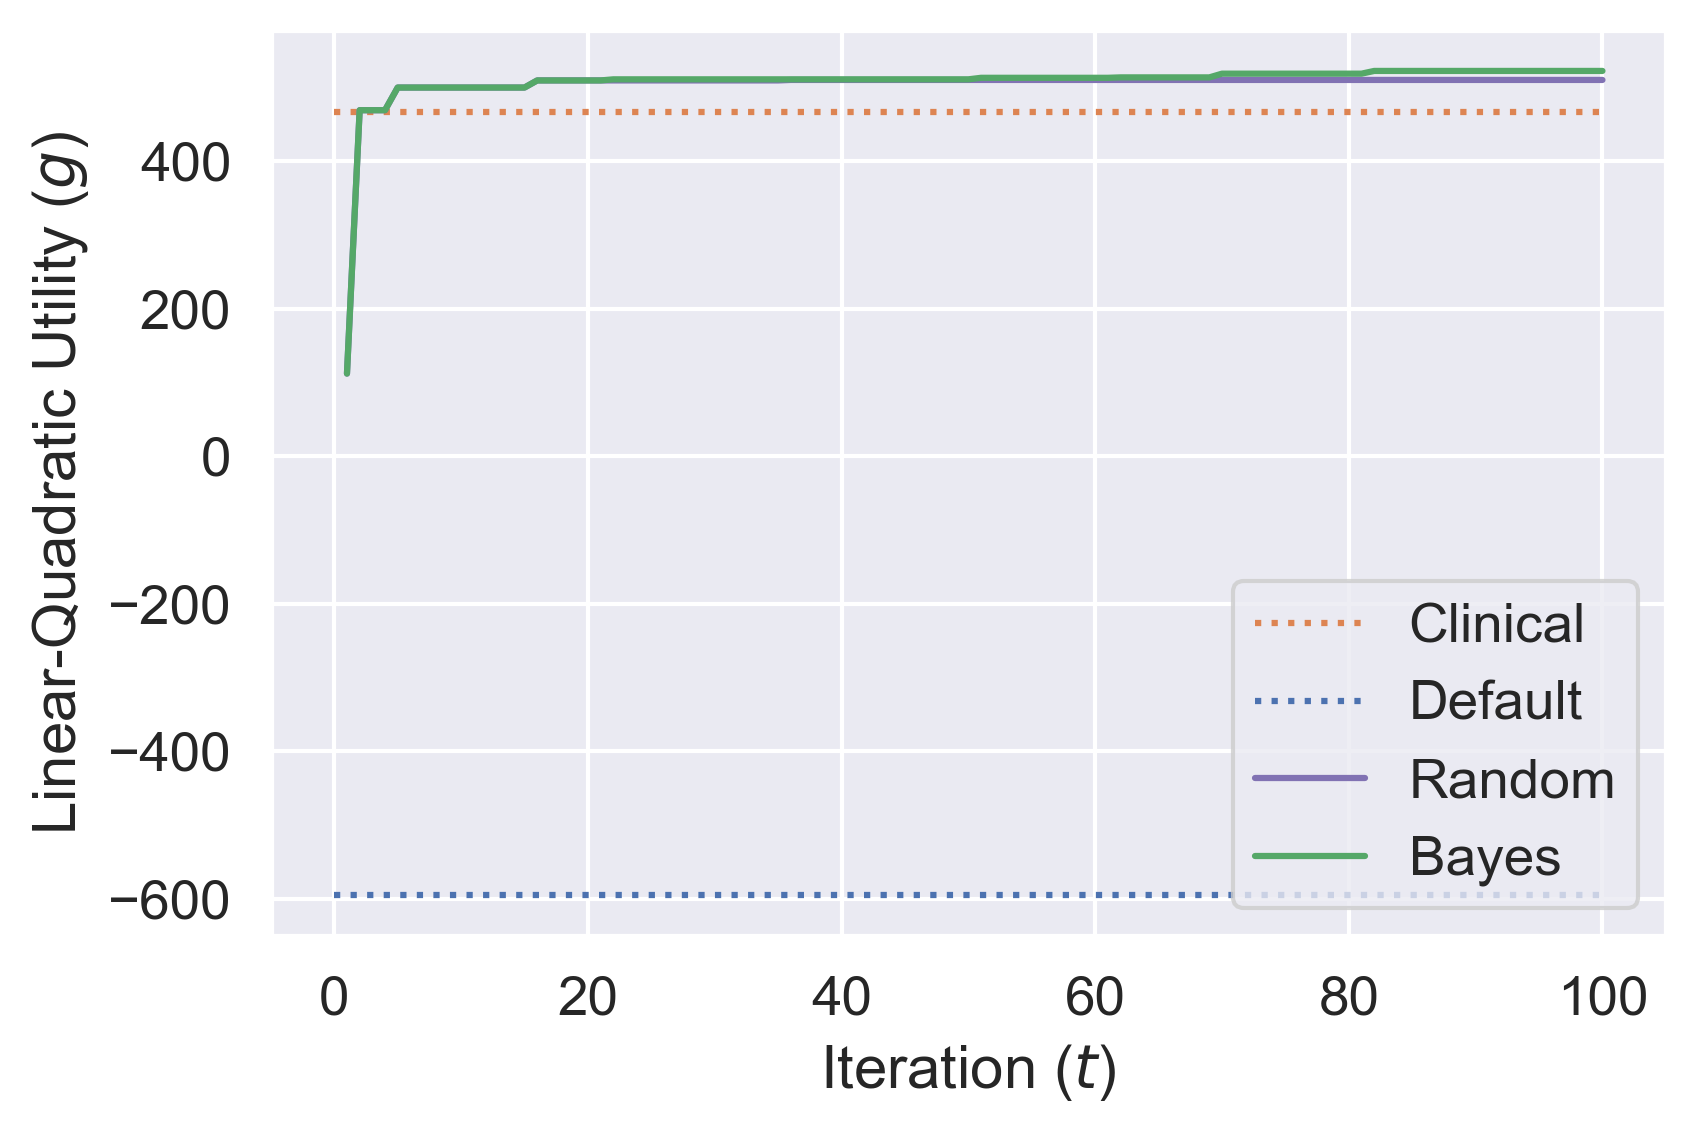 Linear-Quadratic Utility (g)
400
200
0
−200
−400
−600
0 20 40 60 80 100
Iteration (t)
Clinical
Default
Random
Bayes